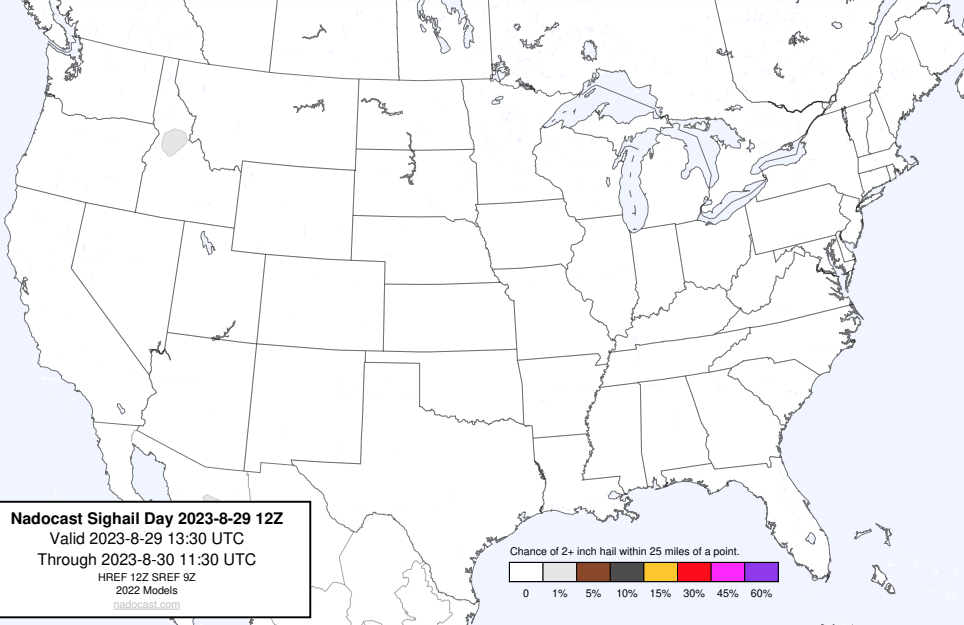 Nadocast Sighail Day 2023-8-29 12Z
Valid 2023-8-29 13:30 UTC
Through 2023-8-30 11:30 UTC
HREF 12Z SREF 9Z
2022 Models
nadocast.com
Chance of 2+ inch hail within 25 miles of a point.
0 1% 5% 10% 15% 30% 45% 60%